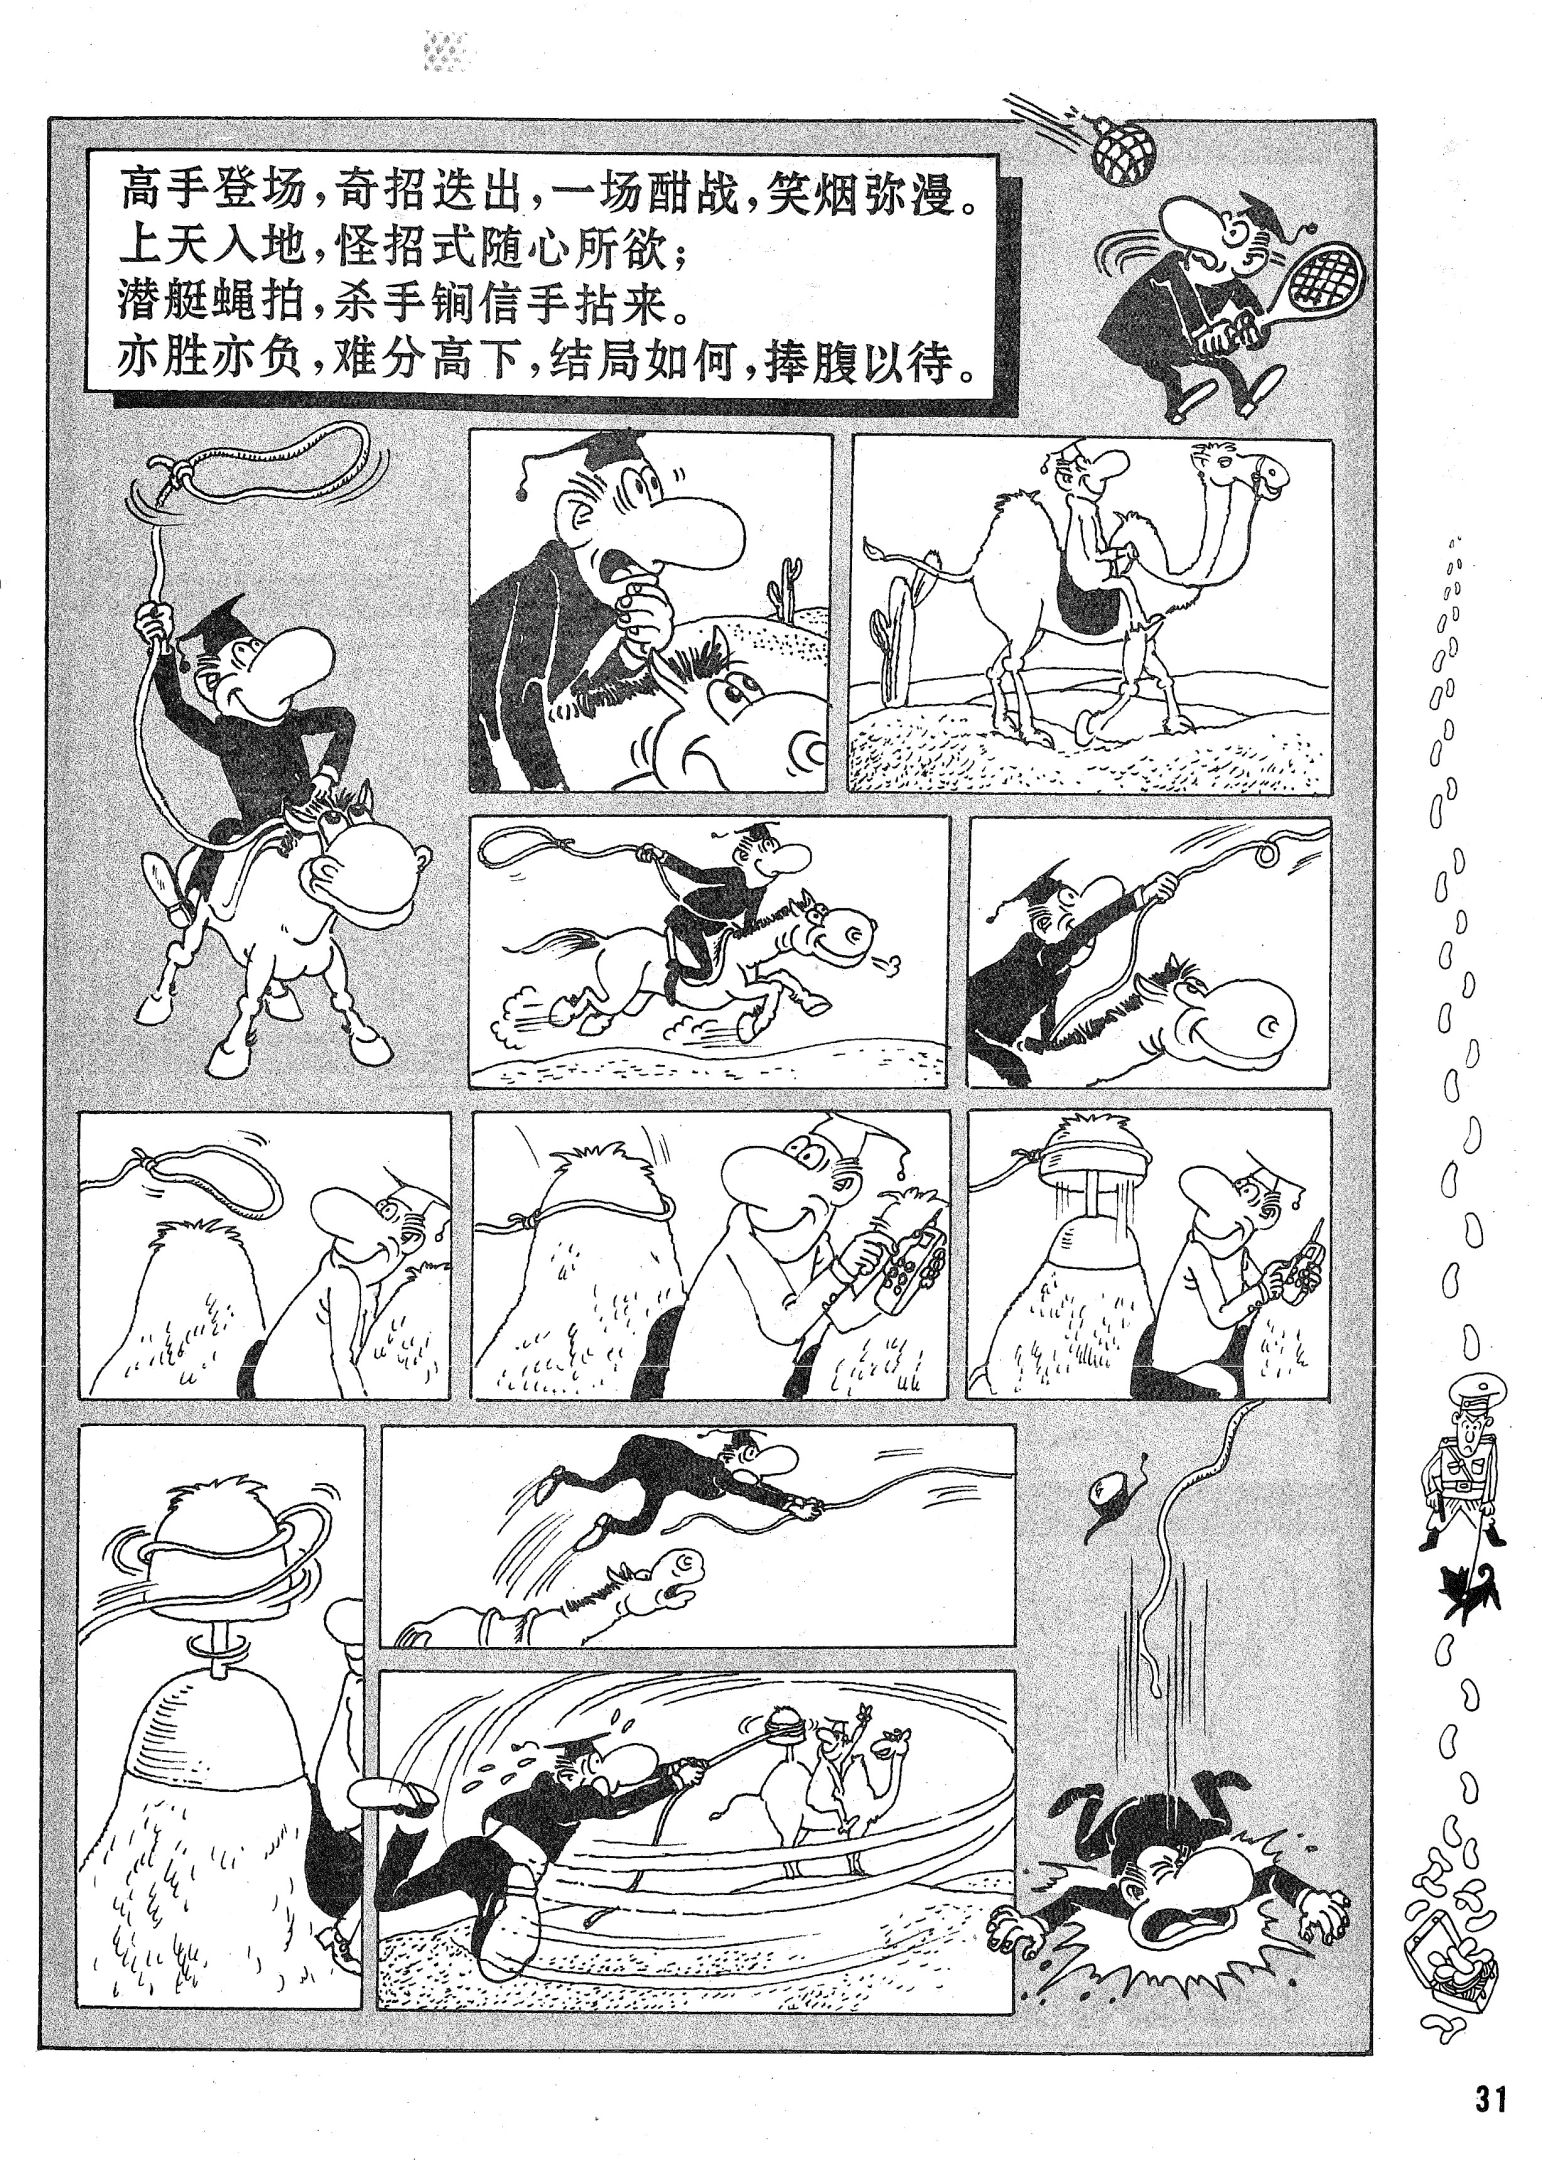 高手登场,奇招迭出,一场酣战,笑烟弥漫。
上天入地,怪招式随心所欲;
潜艇蝇拍,杀手锏信手拈来。
亦胜亦负,难分高下,结局如何,捧腹以待。
31